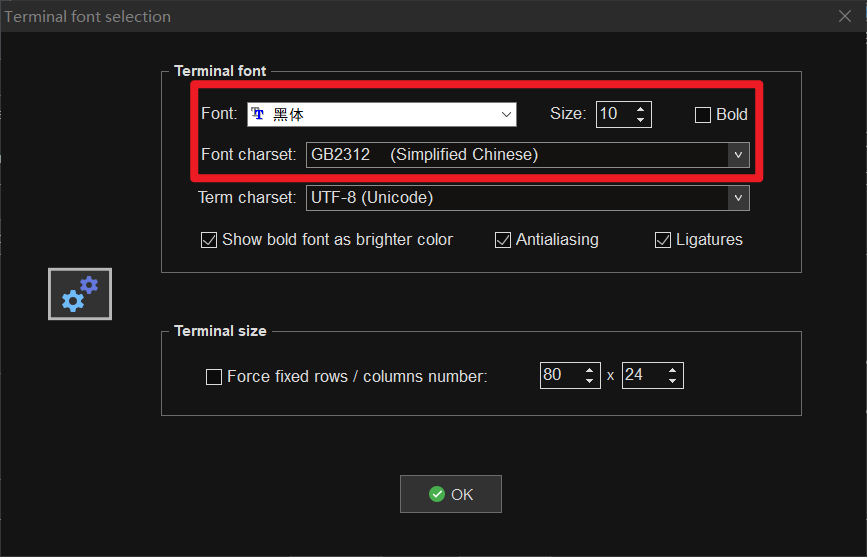 Terminal font selection
Terminal font
Font: 黑体 Size: 10 Bold
Font charset: GB2312 (Simplified Chinese)
Term charset: UTF-8 (Unicode)
Show bold font as brighter color Antialiasing Ligatures
Terminal size
Force fixed rows / columns number: 80 x 24
OK